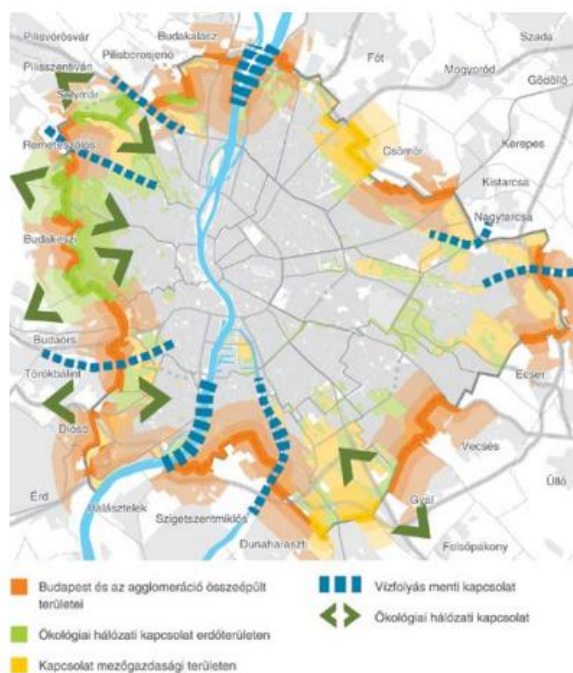 Pilisvörösvár
Budakalász
Pilisborosjenő
Pilisszentiván
Solymár
Fót
Szada
Mogyoród
Gödöllő
Remeteszőlős
Csömör
Kerepes
Kistarcsa
Nagytarcsa
Budakeszi
Budaörs
Törökbálint
Diósd
Ecser
Vecsés
Üllő
Érd
Halásztelek
Szigetszentmiklós
Gyál
Dunaharaszti
Felsőpakony
Budapest és az agglomeráció összeépült
területei
Ökológiai hálózati kapcsolat erdőterületen
Kapcsolat mezőgazdasági területen
Vízfolyás menti kapcsolat
Ökológiai hálózati kapcsolat